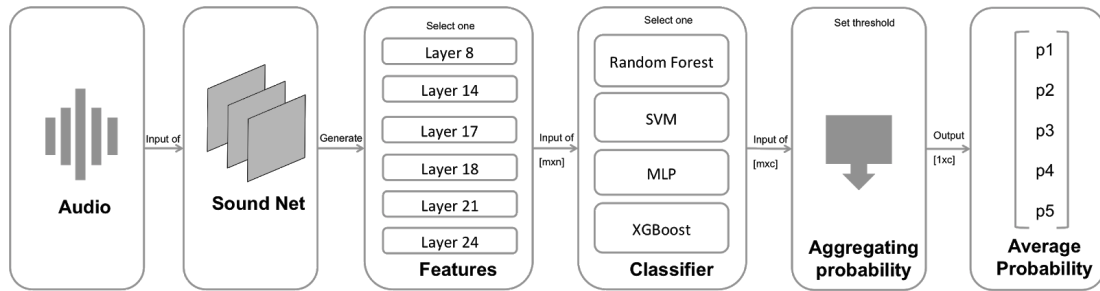 Audio
Input of
Sound Net
Generate
Select one
Layer 8
Layer 14
Layer 17
Layer 18
Layer 21
Layer 24
Features
Input of
[mxn]
Select one
Random Forest
SVM
MLP
XGBoost
Classifier
Input of
[mxc]
Set threshold
Aggregating
probability
Output
[1xc]
p1
p2
p3
p4
p5
Average
Probability